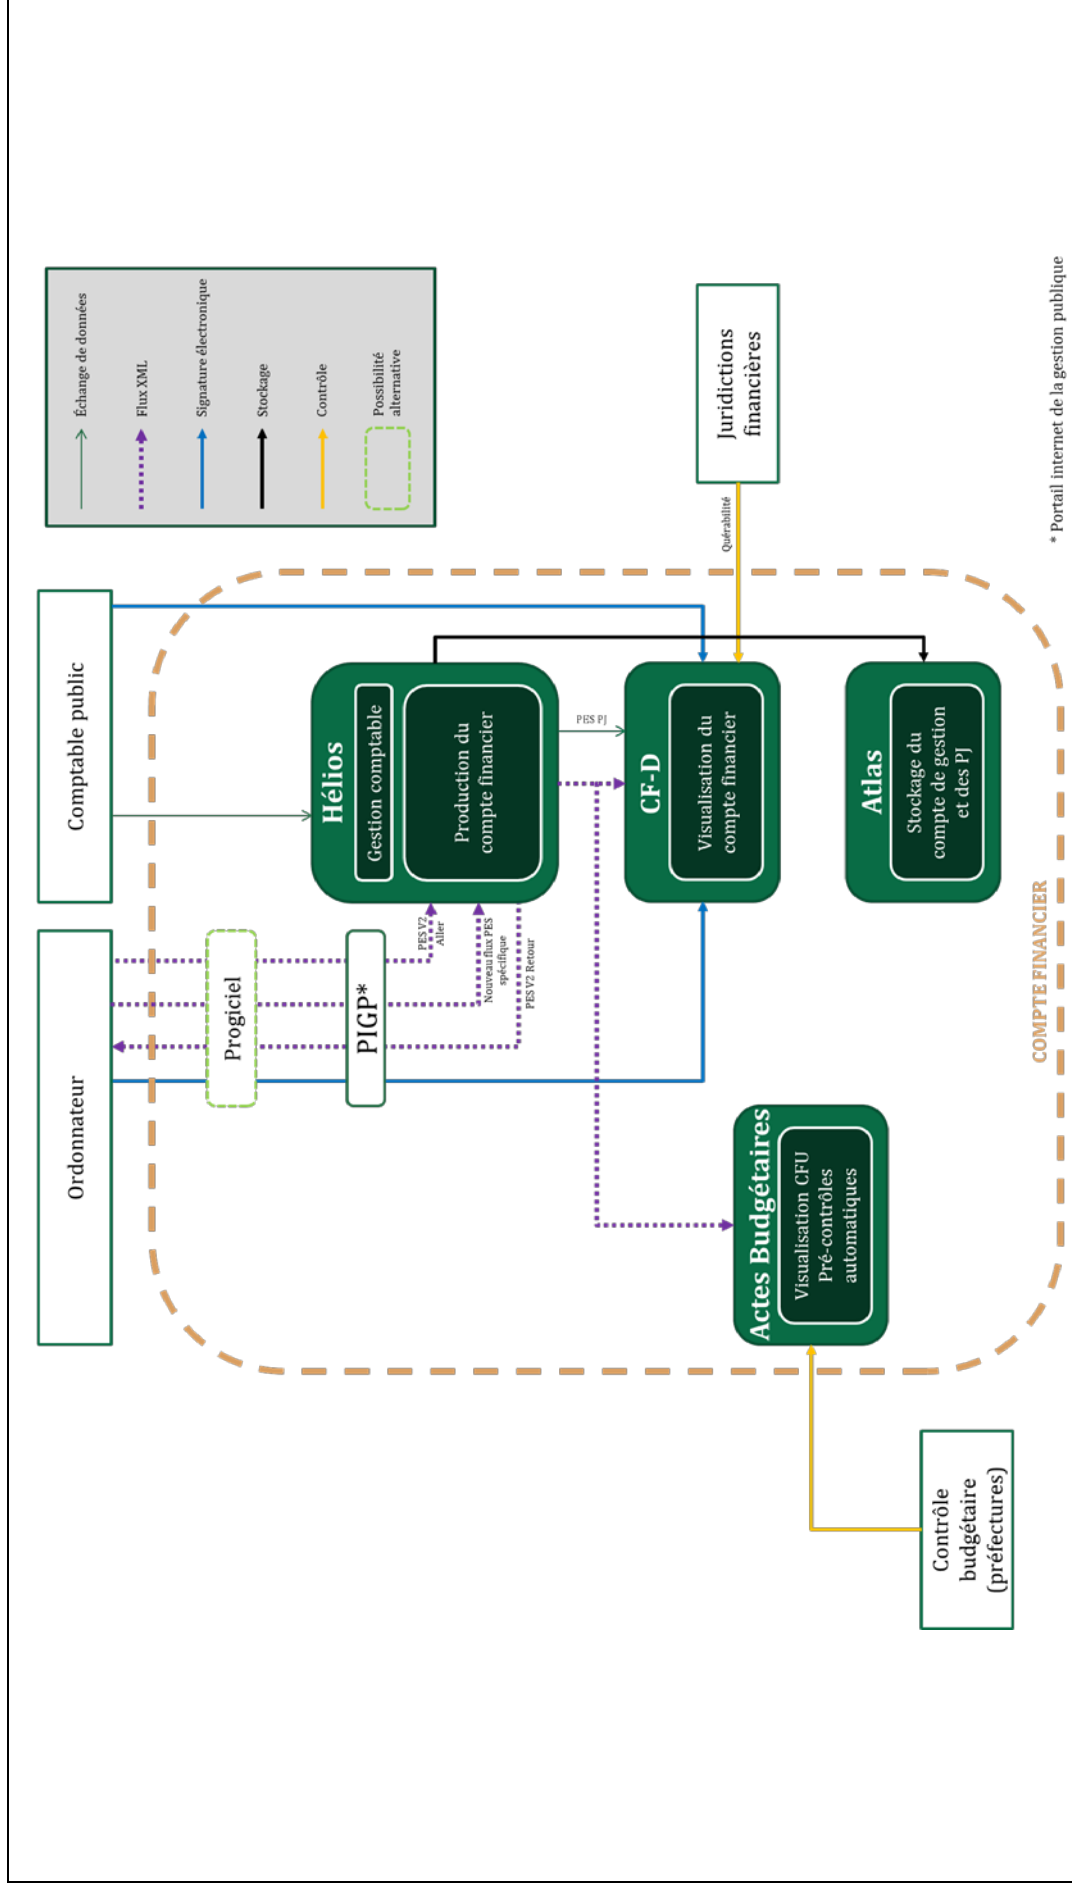 Ordonnateur
Comptable public
Échange de données
Flux XML
Signature électronique
Stockage
Contrôle
Possibilité
alternative
Progiciel
PIGP*
PES V2
Aller
Nouveau flux PES
spécifique
PES V2 Retour
Hélios
Gestion comptable
Production du
compte financier
PES PJ
CF-D
Visualisation du
compte financier
Quérabilité
Juridictions
financières
Actes Budgétaires
Visualisation CFU
Pré-contrôles
automatiques
Atlas
Stockage du
compte de gestion
et des PJ
Contrôle
budgétaire
(préfectures)
COMPTE FINANCIER
* Portail internet de la gestion publique